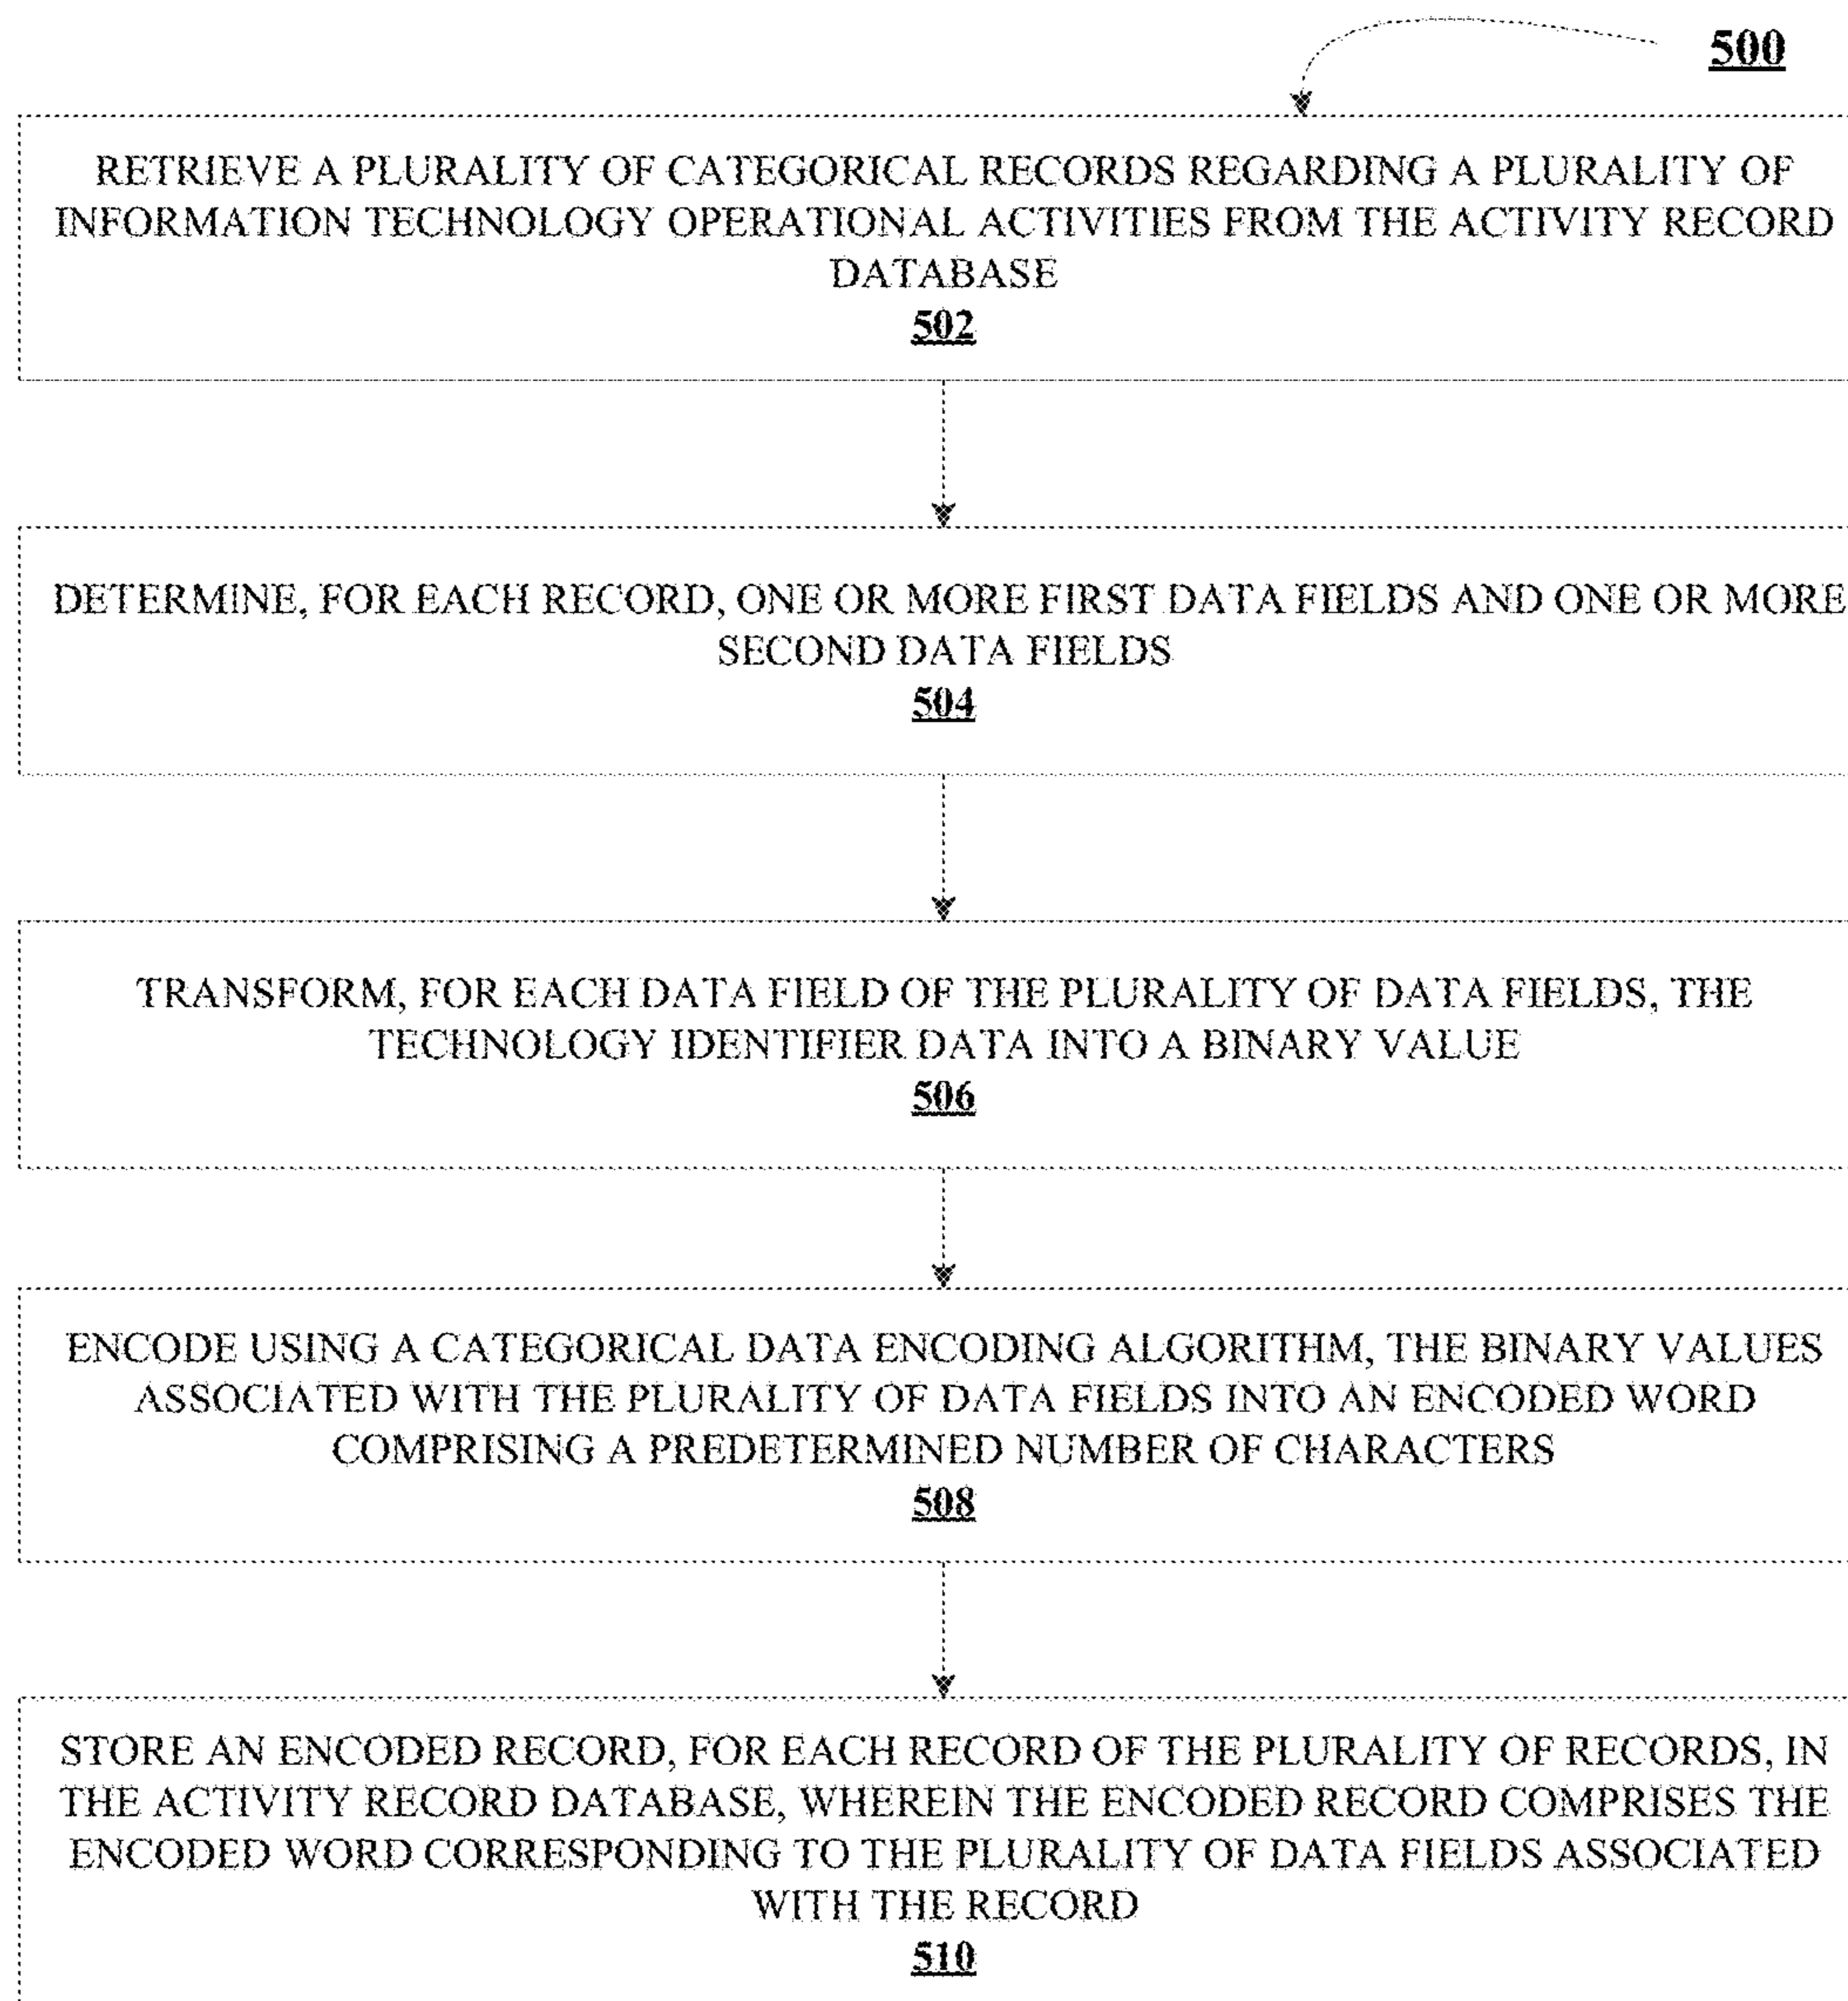 500
RETRIEVE A PLURALITY OF CATEGORICAL RECORDS REGARDING A PLURALITY OF
INFORMATION TECHNOLOGY OPERATIONAL ACTIVITIES FROM THE ACTIVITY RECORD
DATABASE
502
DETERMINE, FOR EACH RECORD, ONE OR MORE FIRST DATA FIELDS AND ONE OR MORE
SECOND DATA FIELDS
504
TRANSFORM, FOR EACH DATA FIELD OF THE PLURALITY OF DATA FIELDS, THE
TECHNOLOGY IDENTIFIER DATA INTO A BINARY VALUE
506
ENCODE USING A CATEGORICAL DATA ENCODING ALGORITHM, THE BINARY VALUES
ASSOCIATED WITH THE PLURALITY OF DATA FIELDS INTO AN ENCODED WORD
COMPRISING A PREDETERMINED NUMBER OF CHARACTERS
508
STORE AN ENCODED RECORD, FOR EACH RECORD OF THE PLURALITY OF RECORDS, IN
THE ACTIVITY RECORD DATABASE, WHEREIN THE ENCODED RECORD COMPRISES THE
ENCODED WORD CORRESPONDING TO THE PLURALITY OF DATA FIELDS ASSOCIATED
WITH THE RECORD
510